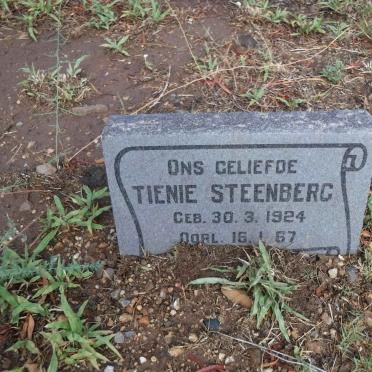 ONS GELIEFDE
TIENIE STEENBERG
GEB. 30. 3. 1924
OORL. 16. 1. 67